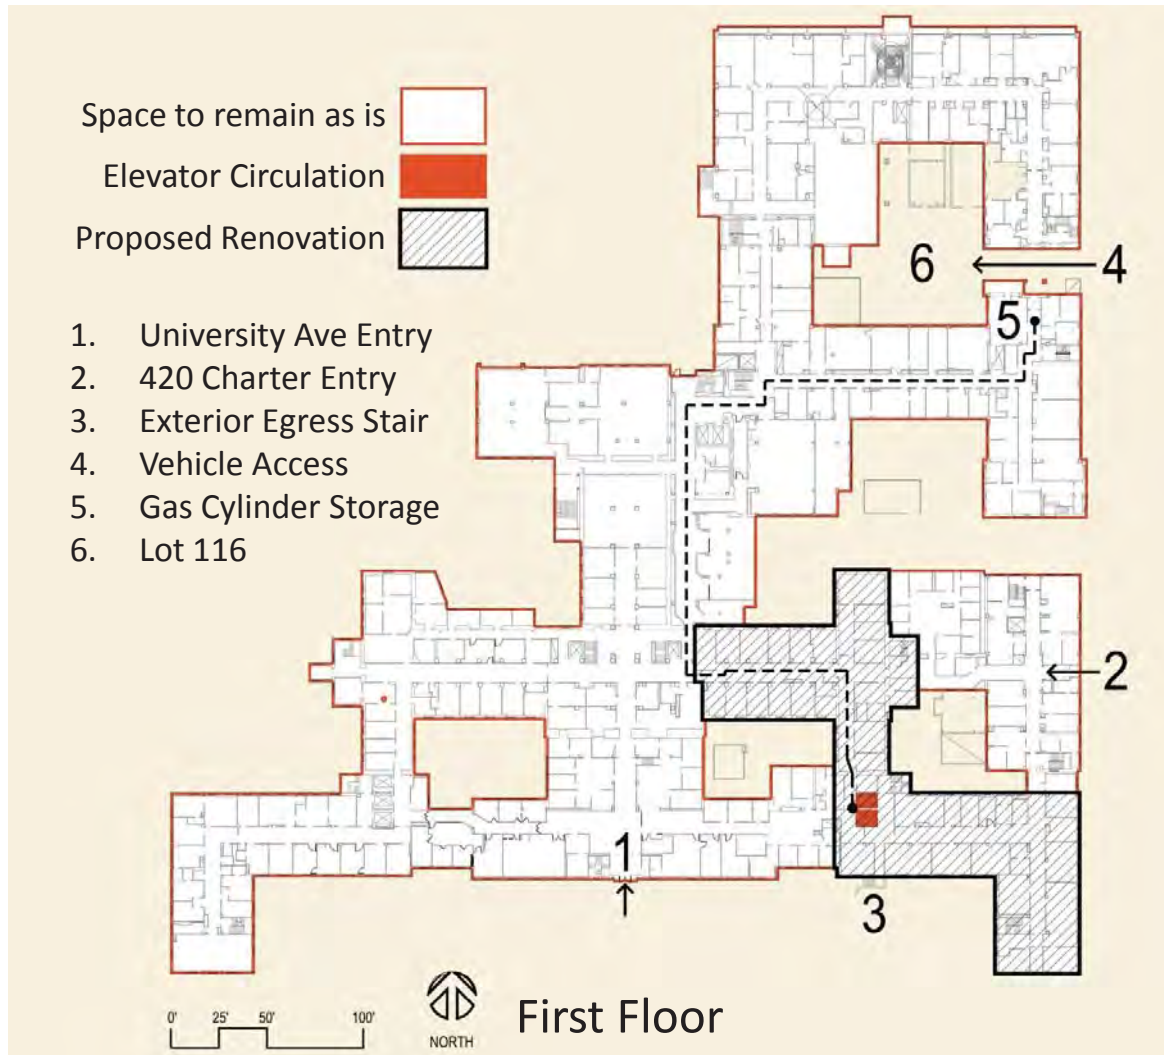 Space to remain as is
Elevator Circulation
Proposed Renovation
1. University Ave Entry
2. 420 Charter Entry
3. Exterior Egress Stair
4. Vehicle Access
5. Gas Cylinder Storage
6. Lot 116
6
4
5
2
1
3
0' 25' 50' 100'
NORTH
First Floor